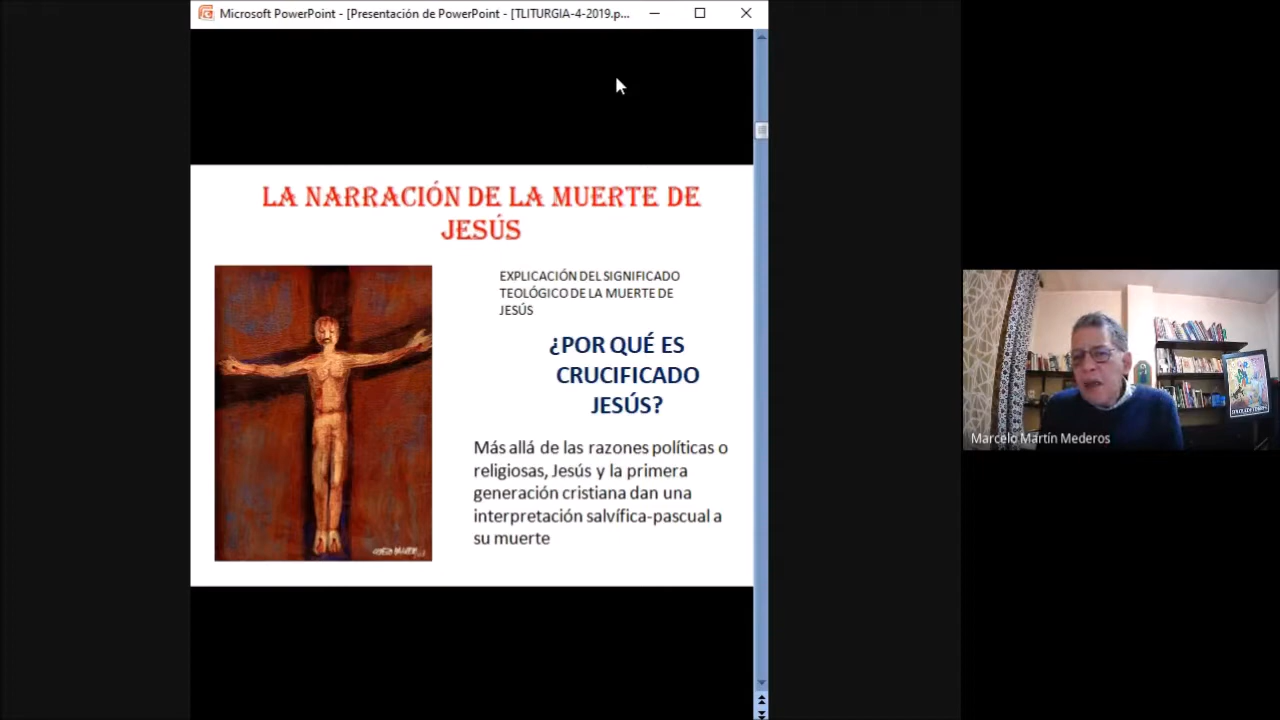 Microsoft PowerPoint - [Presentación de PowerPoint - [TLITURGIA-4-2019.p...
LA NARRACIÓN DE LA MUERTE DE
JESÚS
EXPLICACIÓN DEL SIGNIFICADO
TEOLÓGICO DE LA MUERTE DE
JESÚS
¿POR QUÉ ES
CRUCIFICADO
JESÚS?
Más allá de las razones políticas o
religiosas, Jesús y la primera
generación cristiana dan una
interpretación salvífica-pascual a
su muerte
Marcelo Martín Mederos